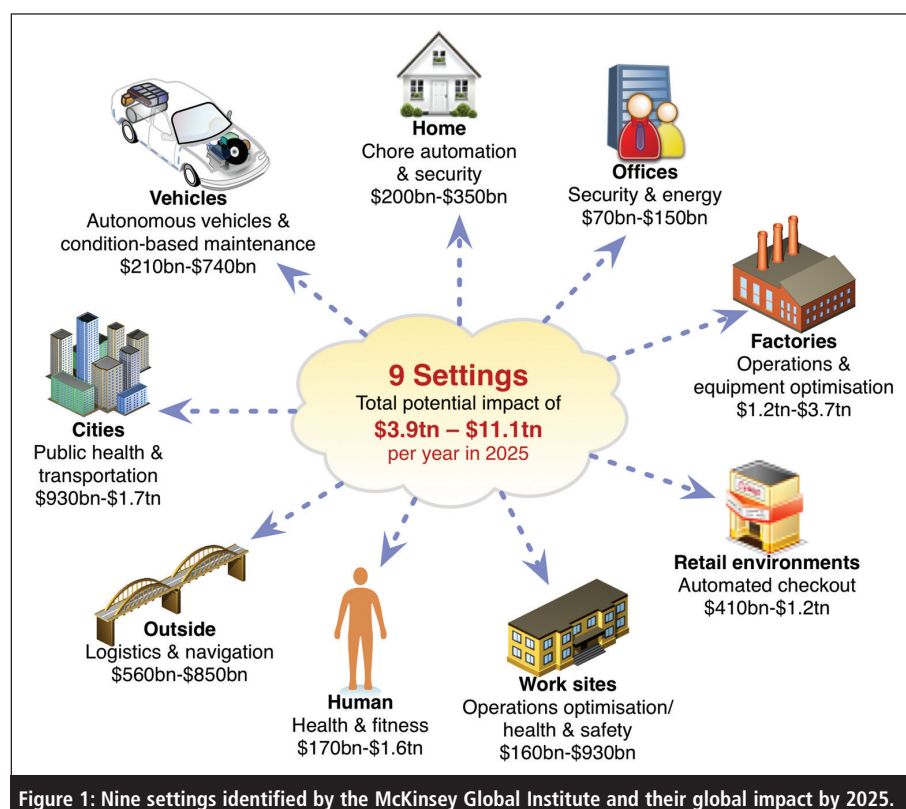 Home
Chore automation
& security
$200bn-$350bn
Offices
Security & energy
$70bn-$150bn
Vehicles
Autonomous vehicles &
condition-based maintenance
$210bn-$740bn
Factories
Operations &
equipment optimisation
$1.2tn-$3.7tn
9 Settings
Total potential impact of
$3.9tn – $11.1tn
per year in 2025
Cities
Public health &
transportation
$930bn-$1.7tn
Retail environments
Automated checkout
$410bn-$1.2tn
Outside
Logistics & navigation
$560bn-$850bn
Human
Health & fitness
$170bn-$1.6tn
Work sites
Operations optimisation/
health & safety
$160bn-$930bn
Figure 1: Nine settings identified by the McKinsey Global Institute and their global impact by 2025.